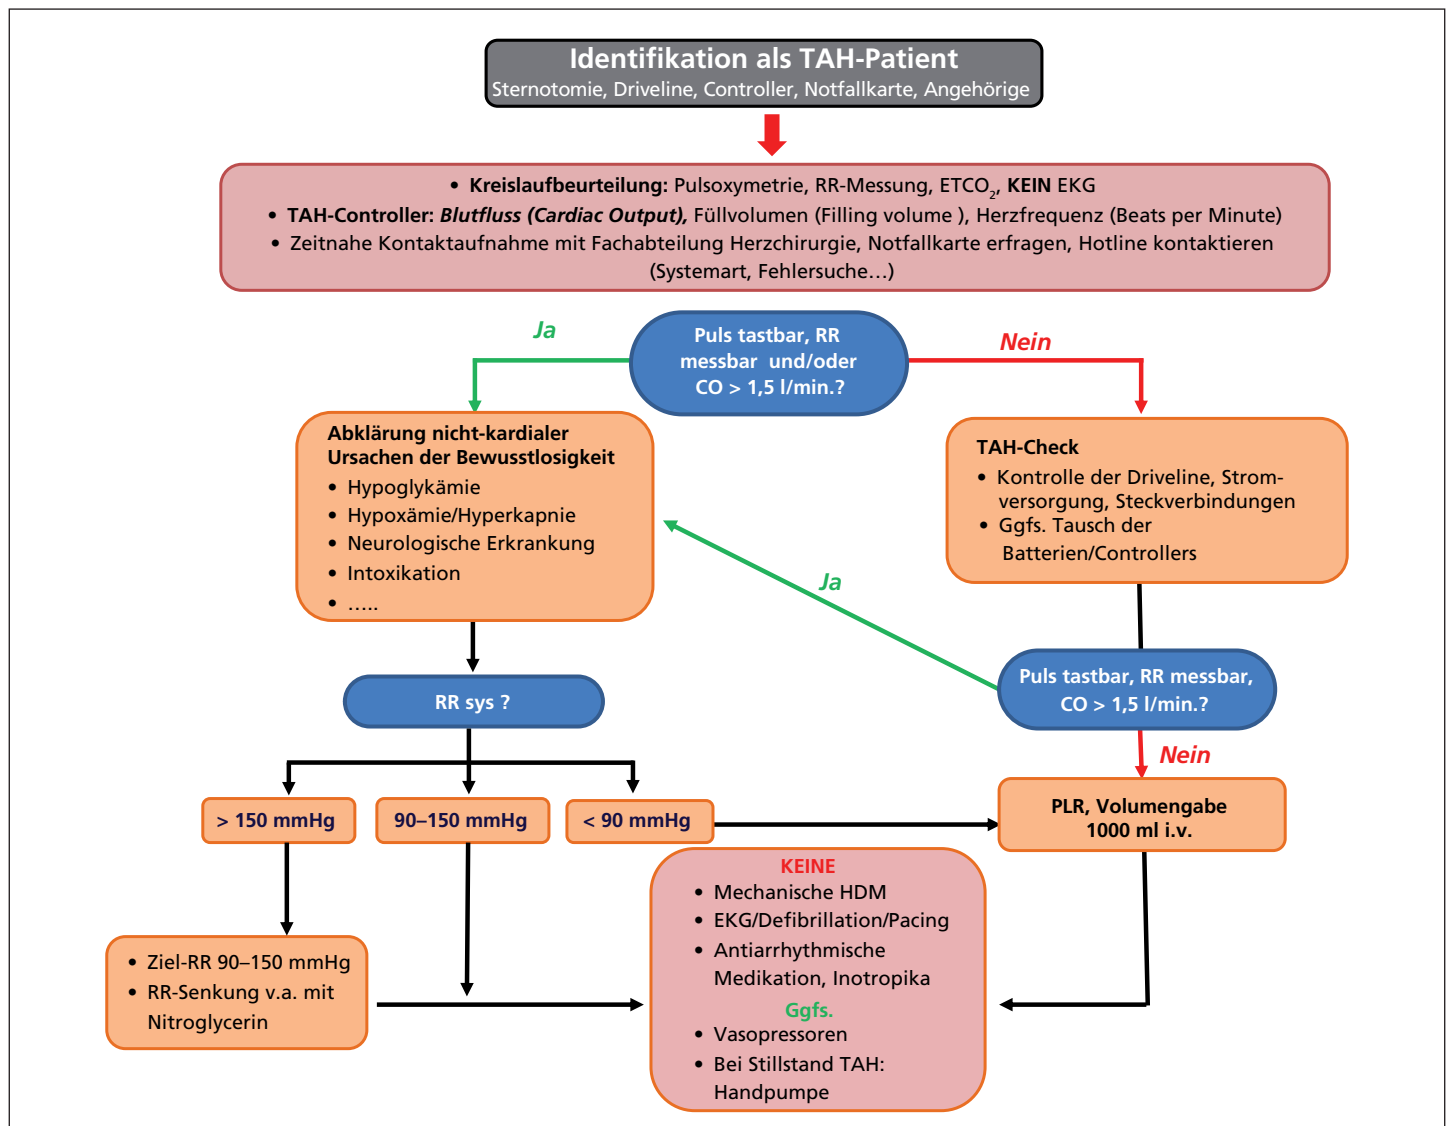 Identifikation als TAH-Patient
Sternotomie, Driveline, Controller, Notfallkarte, Angehörige
• Kreislaufbeurteilung: Pulsoxymetrie, RR-Messung, ETCO2, KEIN EKG
• TAH-Controller: Blutfluss (Cardiac Output), Füllvolumen (Filling volume ), Herzfrequenz (Beats per Minute)
• Zeitnahe Kontaktaufnahme mit Fachabteilung Herzchirurgie, Notfallkarte erfragen, Hotline kontaktieren
(Systemart, Fehlersuche…)
Puls tastbar, RR
messbar und/oder
CO > 1,5 l/min.?
Ja
Nein
Abklärung nicht-kardialer
Ursachen der Bewusstlosigkeit
• Hypoglykämie
• Hypoxämie/Hyperkapnie
• Neurologische Erkrankung
• Intoxikation
• …..
TAH-Check
• Kontrolle der Driveline, Strom-
versorgung, Steckverbindungen
• Ggfs. Tausch der
Batterien/Controllers
Ja
Puls tastbar, RR messbar,
CO > 1,5 l/min.?
Nein
RR sys ?
> 150 mmHg
90–150 mmHg
< 90 mmHg
PLR, Volumengabe
1000 ml i.v.
• Ziel-RR 90–150 mmHg
• RR-Senkung v.a. mit
Nitroglycerin
KEINE
• Mechanische HDM
• EKG/Defibrillation/Pacing
• Antiarrhythmische
Medikation, Inotropika
Ggfs.
• Vasopressoren
• Bei Stillstand TAH:
Handpumpe